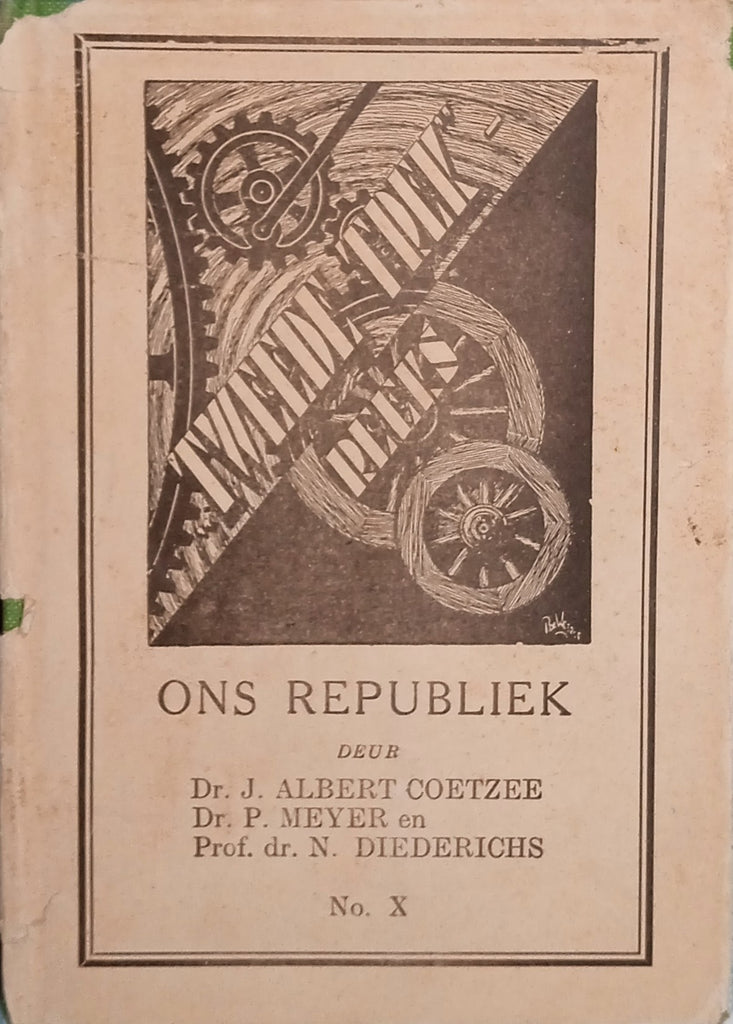 "TWEEDE TREK"-
REEKS
ONS REPUBLIEK
DEUR
Dr. J. ALBERT COETZEE
Dr. P. MEYER en
Prof. dr. N. DIEDERICHS
No. X